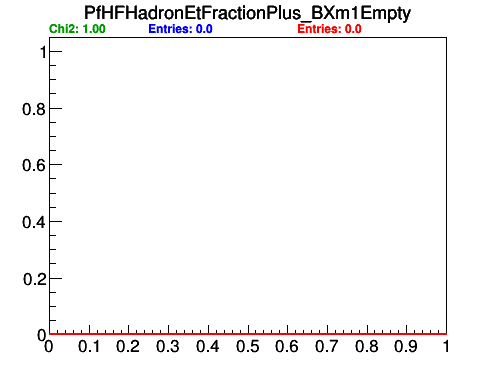 PfHFHadronEtFractionPlus_BXm1Empty
Chi2: 1.00 Entries: 0.0 Entries: 0.0
1
0.8
0.6
0.4
0.2
0
0 0.1 0.2 0.3 0.4 0.5 0.6 0.7 0.8 0.9 1